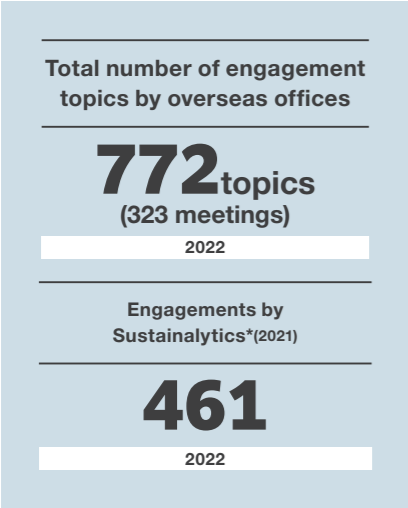 Total number of engagement
topics by overseas offices
772topics
(323 meetings)
2022
Engagements by
Sustainalytics*(2021)
461
2022